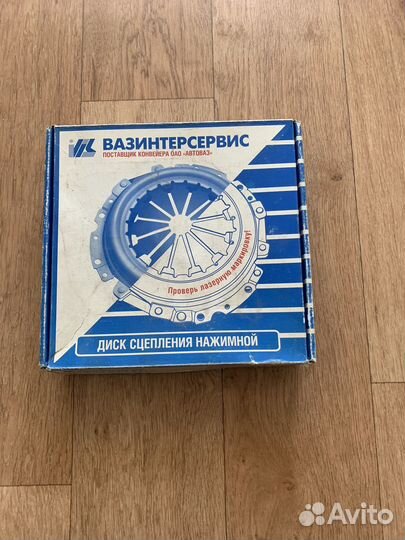 ВАЗИНТЕРСЕРВИС
ПОСТАВЩИК КОНВЕЙЕРА ОАО «АВТОВАЗ»
Проверь лазерную маркировку!
ДИСК СЦЕПЛЕНИЯ НАЖИМНОЙ
Avito